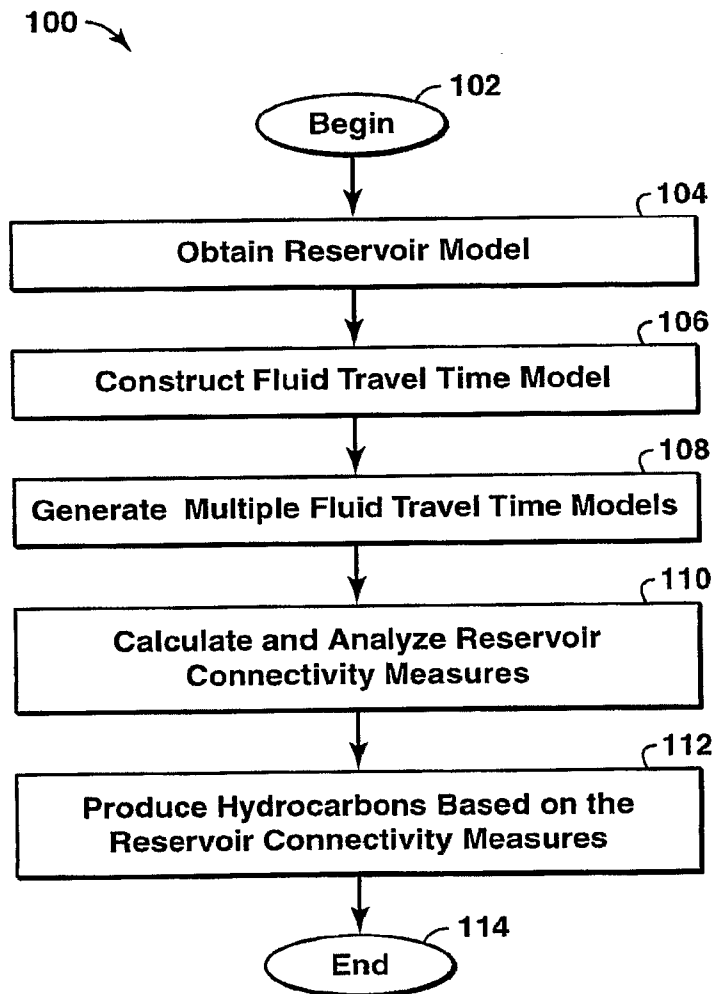 100
102
Begin
104
Obtain Reservoir Model
106
Construct Fluid Travel Time Model
108
Generate Multiple Fluid Travel Time Models
110
Calculate and Analyze Reservoir
Connectivity Measures
112
Produce Hydrocarbons Based on the
Reservoir Connectivity Measures
114
End